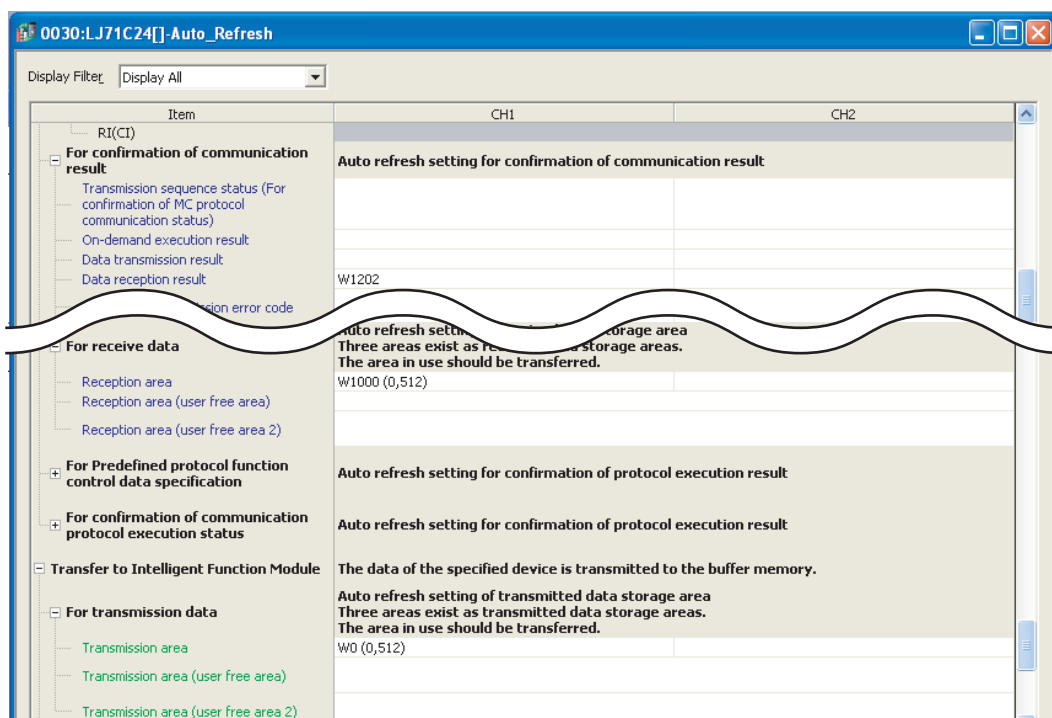 0030:LJ71C24[]-Auto_Refresh
Display Filter Display All
Item CH1 CH2
RI(CI)
For confirmation of communication
result
Auto refresh setting for confirmation of communication result
Transmission sequence status (For
confirmation of MC protocol
communication status)
On-demand execution result
Data transmission result
Data reception result W1202
error code
For receive data
Auto refresh storage area
Three areas exist as storage areas.
The area in use should be transferred.
Reception area W1000 (0,512)
Reception area (user free area)
Reception area (user free area 2)
For Predefined protocol function
control data specification
Auto refresh setting for confirmation of protocol execution result
For confirmation of communication
protocol execution status
Auto refresh setting for confirmation of protocol execution result
Transfer to Intelligent Function Module The data of the specified device is transmitted to the buffer memory.
For transmission data
Auto refresh setting of transmitted data storage area
Three areas exist as transmitted data storage areas.
The area in use should be transferred.
Transmission area W0 (0,512)
Transmission area (user free area)
Transmission area (user free area 2)